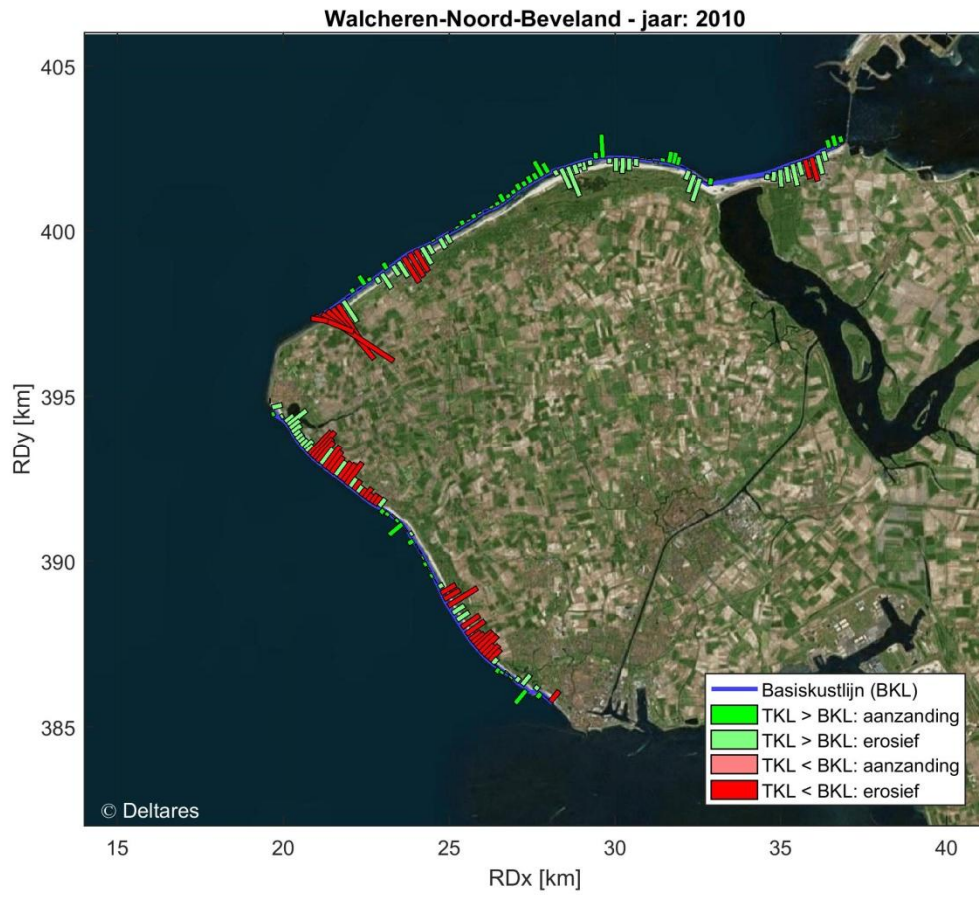 Walcheren-Noord-Beveland - jaar: 2010
405
400
395
390
385
RDy [km]
Basiskustlijn (BKL)
TKL > BKL: aanzanding
TKL > BKL: erosief
TKL < BKL: aanzanding
TKL < BKL: erosief
© Deltares
15 20 25 30 35 40
RDx [km]